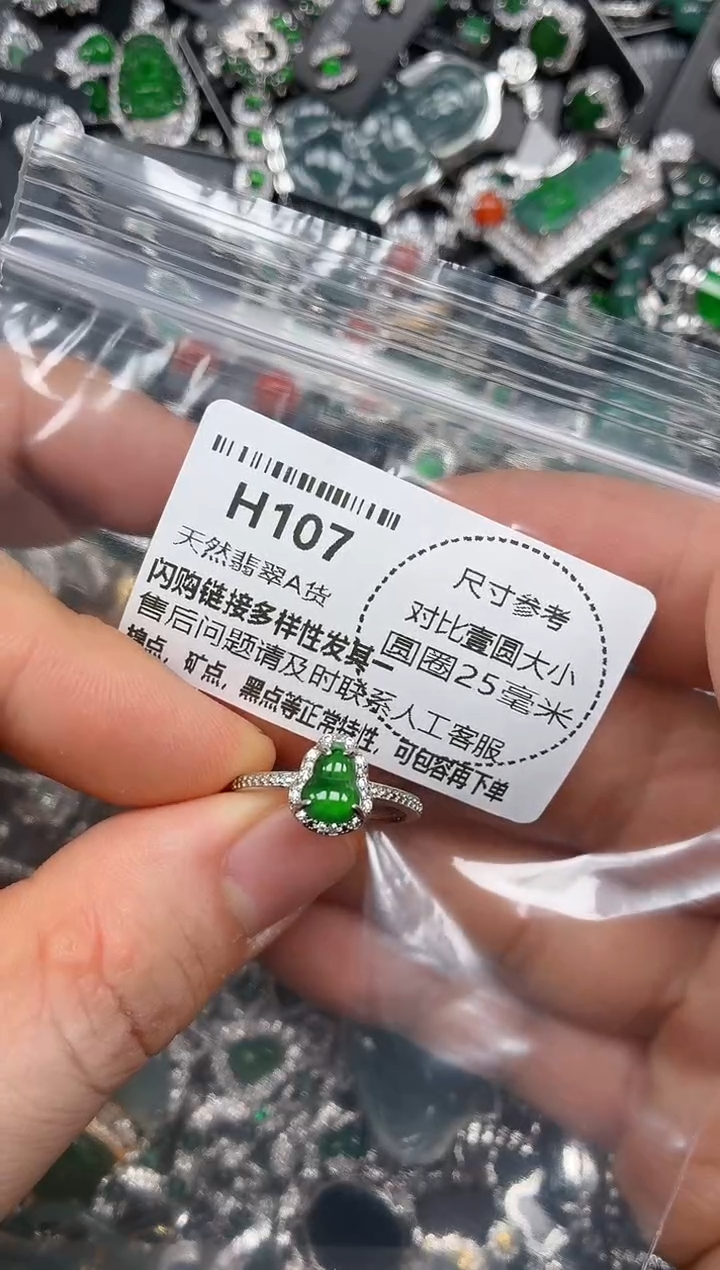 H107
天然翡翠A货
闪购链接多样性发其一
售后问题请及时联系人工客服
棉点，矿点，黑点等正常特性，可包容再下单
尺寸参考
对比壹圆大小
圆圈25毫米